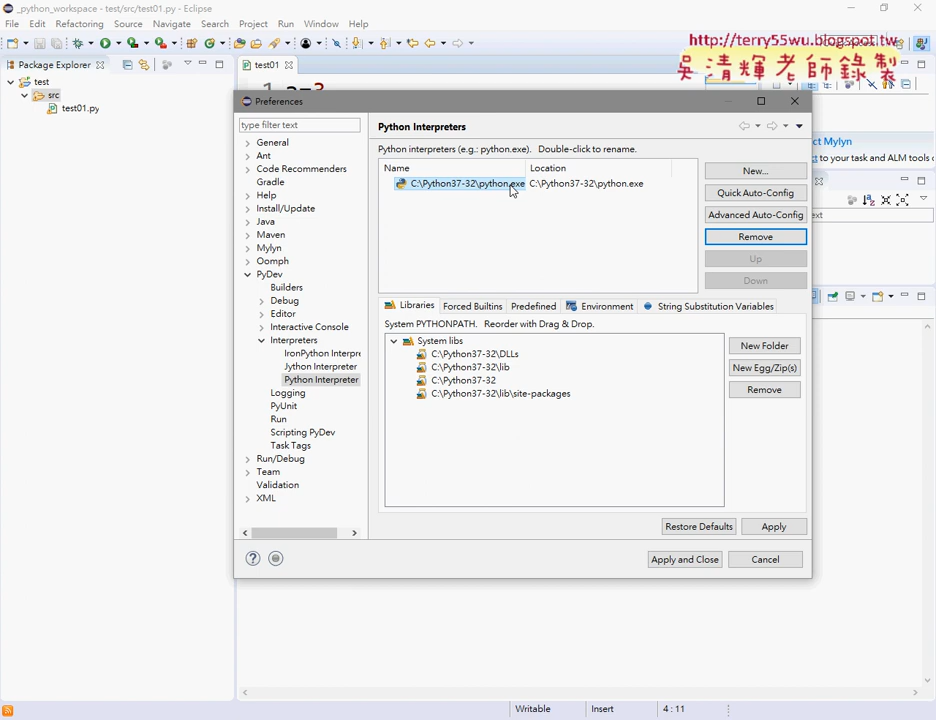 _python_workspace - test/src/test01.py - Eclipse
File Edit Refactoring Source Navigate Search Project Run Window Help
http://terry55wu.blogspot.tw
吳清輝老師錄製
Package Explorer
test01
test
src
test01.py
1 a=3
Preferences
type filter text
General
Ant
Code Recommenders
Gradle
Help
Install/Update
Java
Maven
Mylyn
Oomph
PyDev
Builders
Debug
Editor
Interactive Console
Interpreters
IronPython Interpre
Jython Interpreter
Python Interpreter
Logging
PyUnit
Run
Scripting PyDev
Task Tags
Run/Debug
Team
Validation
XML
Python Interpreters
Python interpreters (e.g.: python.exe). Double-click to rename.
Name Location
C:\Python37-32\python.exe C:\Python37-32\python.exe
New...
Quick Auto-Config
Advanced Auto-Config
Remove
Up
Down
Libraries Forced Builtins Predefined Environment String Substitution Variables
System PYTHONPATH. Reorder with Drag & Drop.
System libs
C:\Python37-32\DLLs
C:\Python37-32\lib
C:\Python37-32
C:\Python37-32\lib\site-packages
New Folder
New Egg/Zip(s)
Remove
Restore Defaults Apply
Apply and Close Cancel
ct Mylyn
to your task and ALM tools
ext
Writable Insert 4 : 11